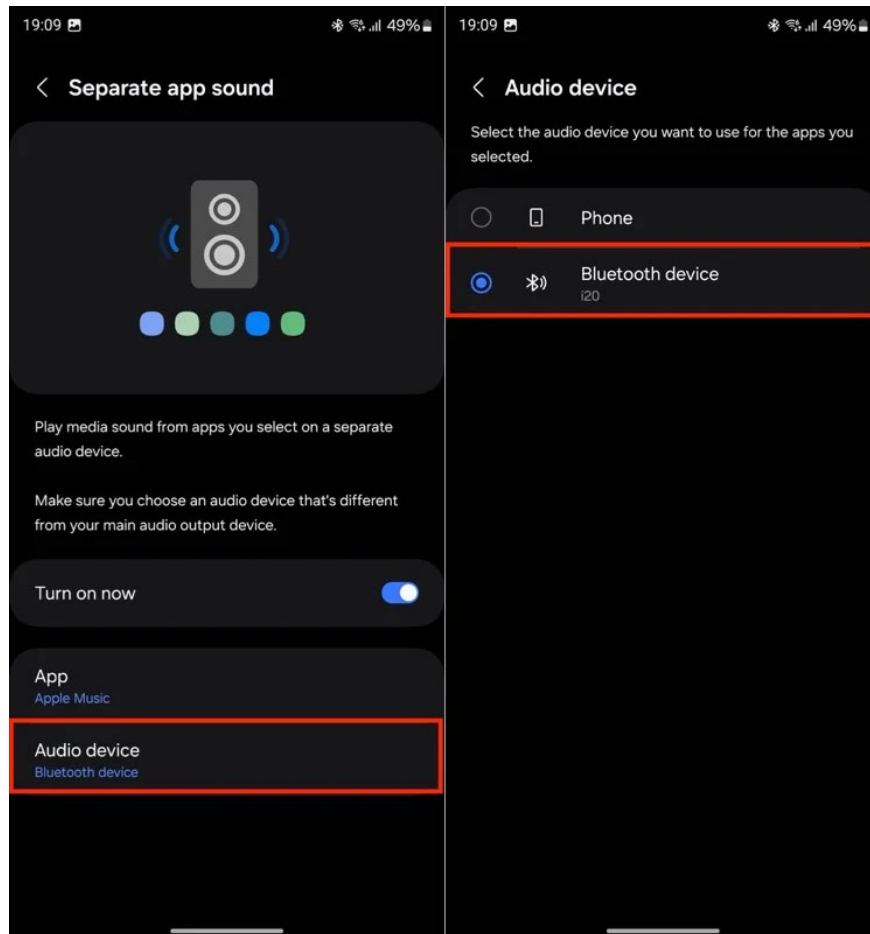 19:09 49%
Separate app sound
Play media sound from apps you select on a separate
audio device.
Make sure you choose an audio device that's different
from your main audio output device.
Turn on now
App
Apple Music
Audio device
Bluetooth device
19:09 49%
Audio device
Select the audio device you want to use for the apps you
selected.
Phone
Bluetooth device
i20